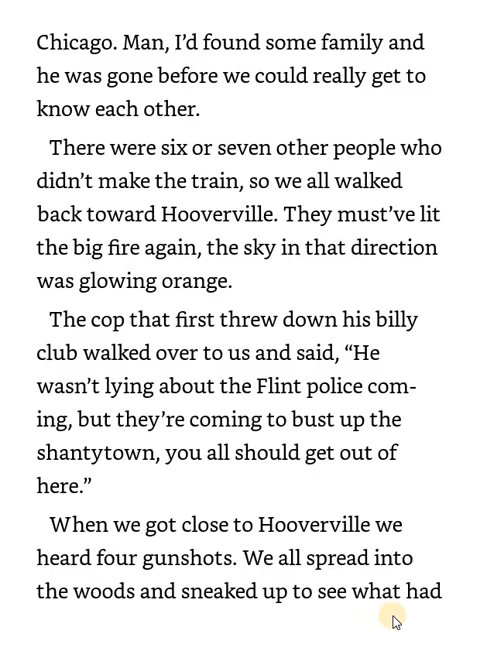 Chicago. Man, I’d found some family and
he was gone before we could really get to
know each other.
There were six or seven other people who
didn’t make the train, so we all walked
back toward Hooverville. They must’ve lit
the big fire again, the sky in that direction
was glowing orange.
The cop that first threw down his billy
club walked over to us and said, “He
wasn’t lying about the Flint police com-
ing, but they’re coming to bust up the
shantytown, you all should get out of
here.”
When we got close to Hooverville we
heard four gunshots. We all spread into
the woods and sneaked up to see what had